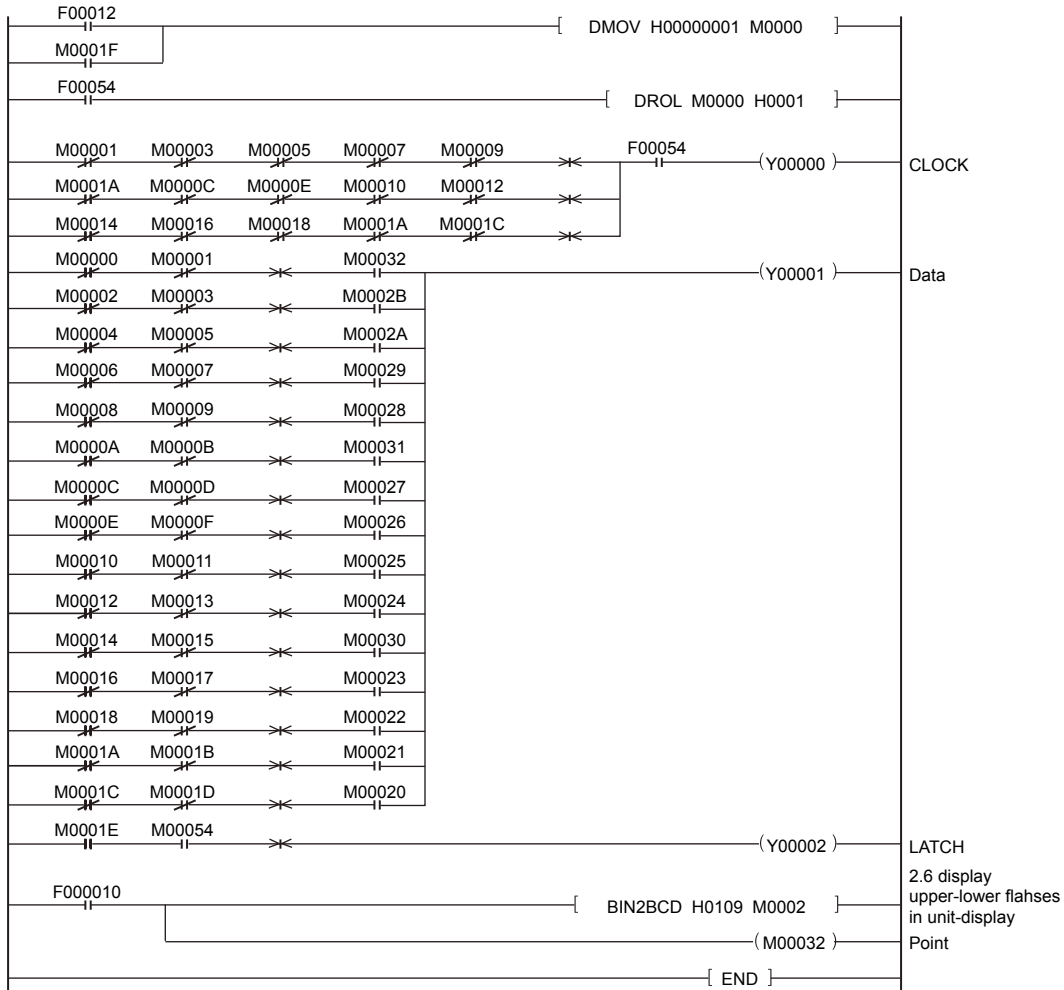 F00012
DMOV H00000001 M0000
M0001F
F00054
DROL M0000 H0001
M00001 M00003 M00005 M00007 M00009 F00054 (Y00000) CLOCK
M0001A M0000C M0000E M00010 M00012
M00014 M00016 M00018 M0001A M0001C
M00000 M00001 M00032 (Y00001) Data
M00002 M00003 M0002B
M00004 M00005 M0002A
M00006 M00007 M00029
M00008 M00009 M00028
M0000A M0000B M00031
M0000C M0000D M00027
M0000E M0000F M00026
M00010 M00011 M00025
M00012 M00013 M00024
M00014 M00015 M00030
M00016 M00017 M00023
M00018 M00019 M00022
M0001A M0001B M00021
M0001C M0001D M00020
M0001E M00054 (Y00002) LATCH
2.6 display
upper-lower flahses
in unit-display
F000010
BIN2BCD H0109 M0002
(M00032) Point
END